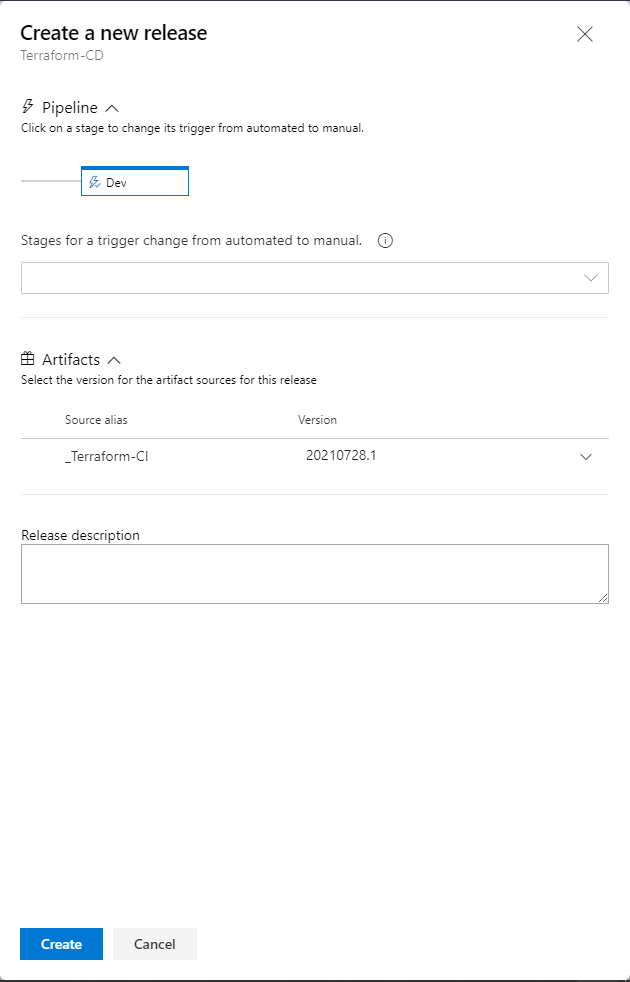 Create a new release
Terraform-CD
Pipeline
Click on a stage to change its trigger from automated to manual.
Dev
Stages for a trigger change from automated to manual.
Artifacts
Select the version for the artifact sources for this release
Source alias Version
_Terraform-CI 20210728.1
Release description
Create Cancel